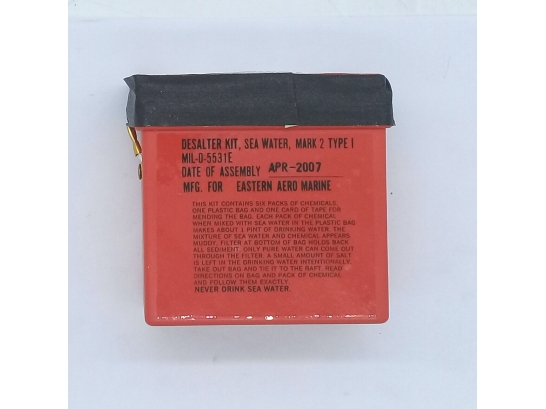 DESALTER KIT, SEA WATER, MARK 2 TYPE I
MIL-D-5531E
DATE OF ASSEMBLY APR-2007
MFG. FOR EASTERN AERO MARINE
THIS KIT CONTAINS SIX PACKS OF CHEMICALS,
ONE PLASTIC BAG AND ONE CARD OF TAPE FOR
MENDING THE BAG. EACH PACK OF CHEMICAL
WHEN MIXED WITH SEA WATER IN THE PLASTIC BAG
MAKES ABOUT 1 PINT OF DRINKING WATER. THE
MIXTURE OF SEA WATER AND CHEMICAL APPEARS
MUDDY. FILTER AT BOTTOM OF BAG HOLDS BACK
ALL SEDIMENT. ONLY PURE WATER CAN COME OUT
THROUGH THE FILTER. A SMALL AMOUNT OF SALT
IS LEFT IN THE DRINKING WATER INTENTIONALLY.
TAKE OUT BAG AND TIE IT TO THE RAFT. READ
DIRECTIONS ON BAG AND PACK OF CHEMICAL
AND FOLLOW THEM EXACTLY.
NEVER DRINK SEA WATER.